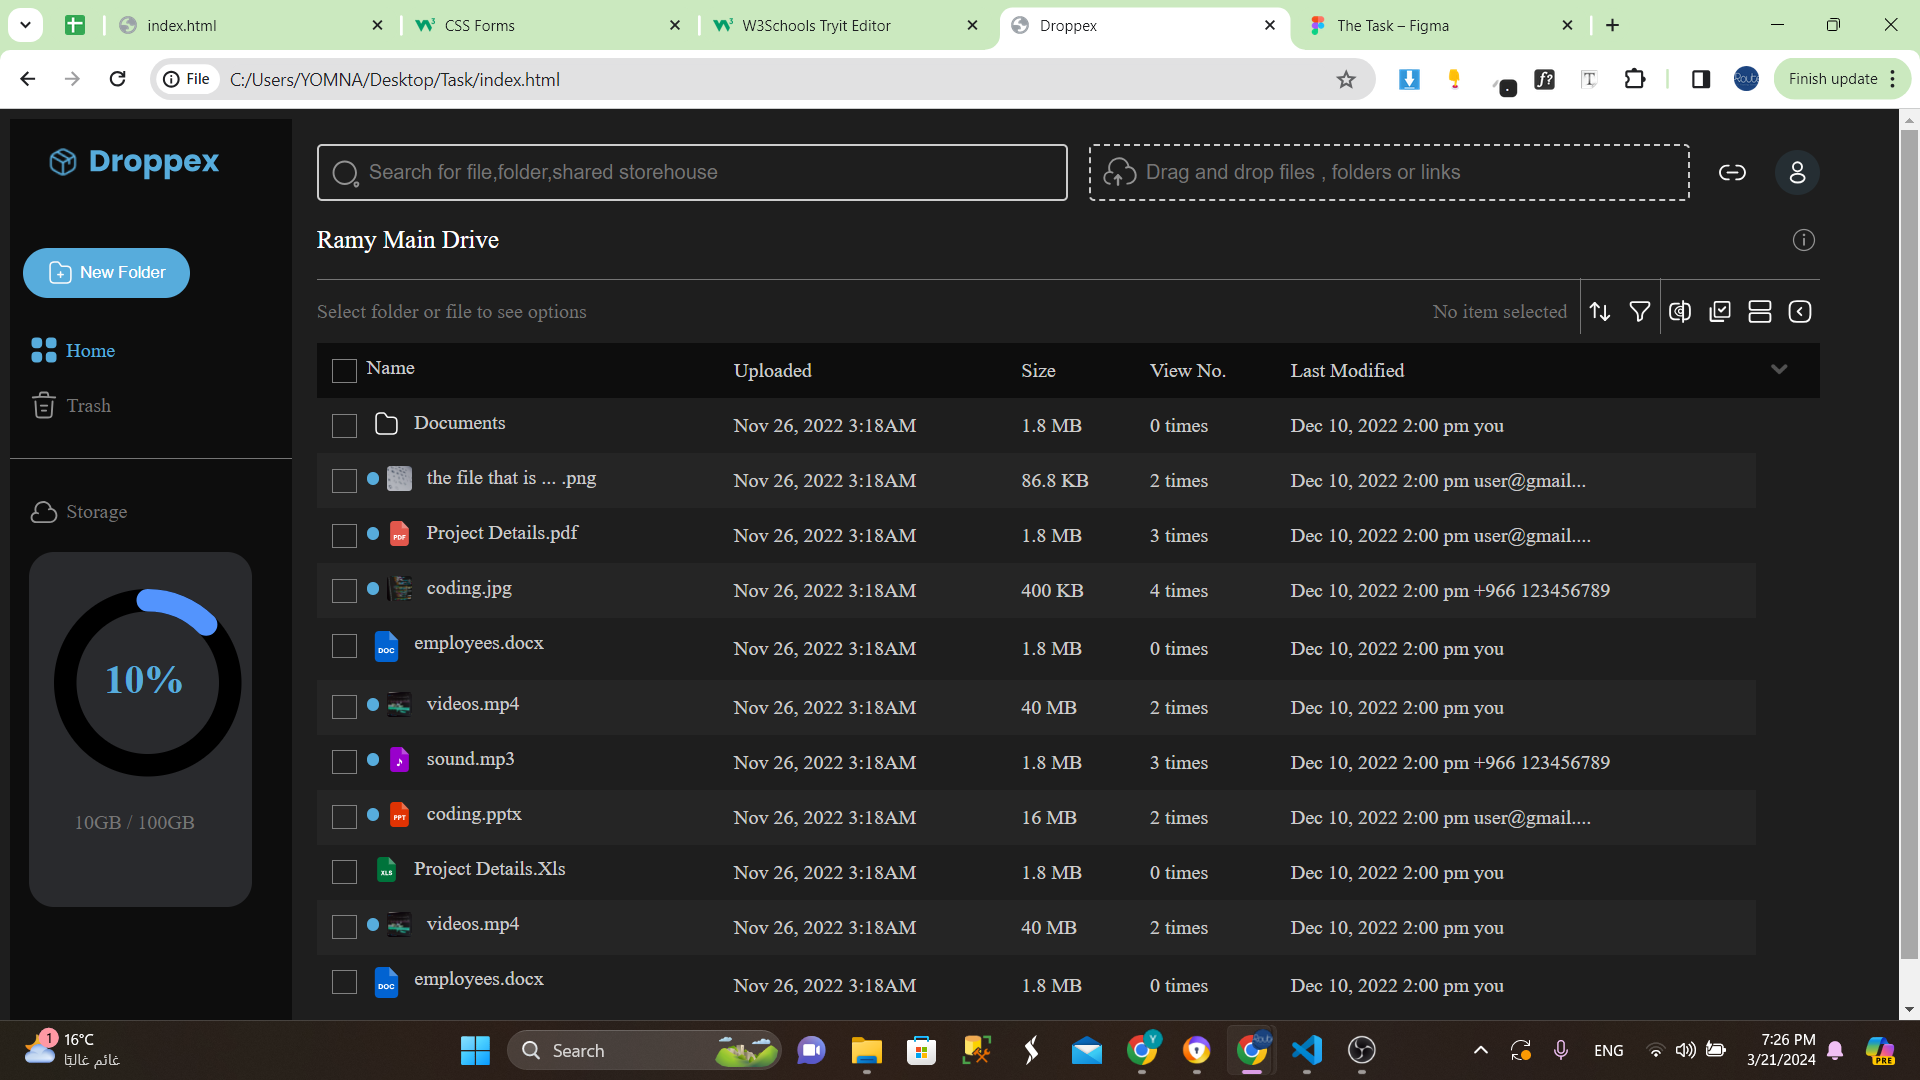 index.html
CSS Forms
W3Schools Tryit Editor
Droppex
The Task – Figma
File
C:/Users/YOMNA/Desktop/Task/index.html
Finish update
Droppex
Search for file,folder,shared storehouse
Drag and drop files , folders or links
Ramy Main Drive
New Folder
Select folder or file to see options
No item selected
Home
Trash
Storage
10%
10GB / 100GB
Name Uploaded Size View No. Last Modified
Documents Nov 26, 2022 3:18AM 1.8 MB 0 times Dec 10, 2022 2:00 pm you
the file that is ... .png Nov 26, 2022 3:18AM 86.8 KB 2 times Dec 10, 2022 2:00 pm user@gmail...
PDF Project Details.pdf Nov 26, 2022 3:18AM 1.8 MB 3 times Dec 10, 2022 2:00 pm user@gmail....
coding.jpg Nov 26, 2022 3:18AM 400 KB 4 times Dec 10, 2022 2:00 pm +966 123456789
DOC employees.docx Nov 26, 2022 3:18AM 1.8 MB 0 times Dec 10, 2022 2:00 pm you
videos.mp4 Nov 26, 2022 3:18AM 40 MB 2 times Dec 10, 2022 2:00 pm you
sound.mp3 Nov 26, 2022 3:18AM 1.8 MB 3 times Dec 10, 2022 2:00 pm +966 123456789
PPT coding.pptx Nov 26, 2022 3:18AM 16 MB 2 times Dec 10, 2022 2:00 pm user@gmail....
XLS Project Details.Xls Nov 26, 2022 3:18AM 1.8 MB 0 times Dec 10, 2022 2:00 pm you
videos.mp4 Nov 26, 2022 3:18AM 40 MB 2 times Dec 10, 2022 2:00 pm you
DOC employees.docx Nov 26, 2022 3:18AM 1.8 MB 0 times Dec 10, 2022 2:00 pm you
1
16°C
غائم غالبًا
Search
Y
ENG
7:26 PM
3/21/2024
PRE